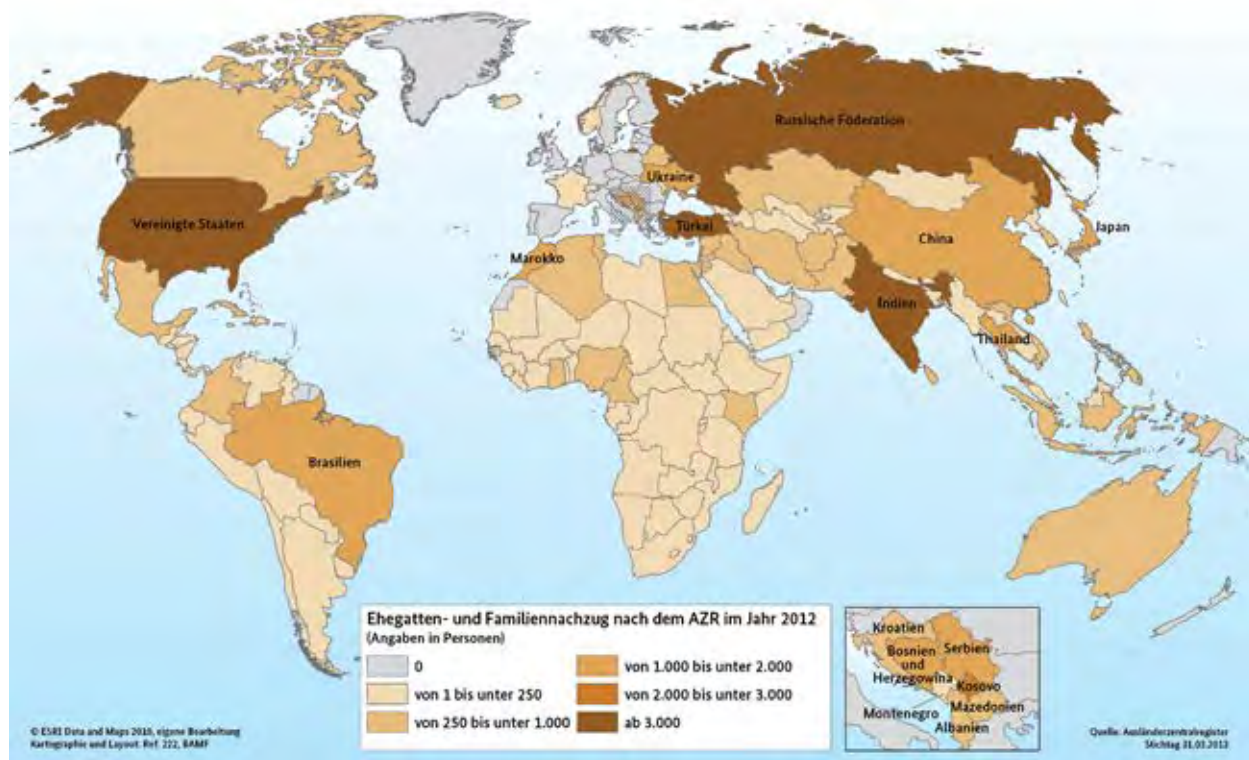 Russische Föderation
Ukraine
Vereinigte Staaten
Türkei
Japan
China
Marokko
Indien
Thailand
Brasilien
Ehegatten- und Familiennachzug nach dem AZR im Jahr 2012
(Angaben in Personen)
0
von 1.000 bis unter 2.000
von 1 bis unter 250
von 2.000 bis unter 3.000
von 250 bis unter 1.000
ab 3.000
Kroatien
Bosnien
und
Herzegowina
Serbien
Kosovo
Mazedonien
Montenegro
Albanien
© ESRI Data and Maps 2010, eigene Bearbeitung
Kartographie und Layout: Ref. 222, BAMF
Quelle: Ausländerzentralregister
Stichtag 31.03.2013